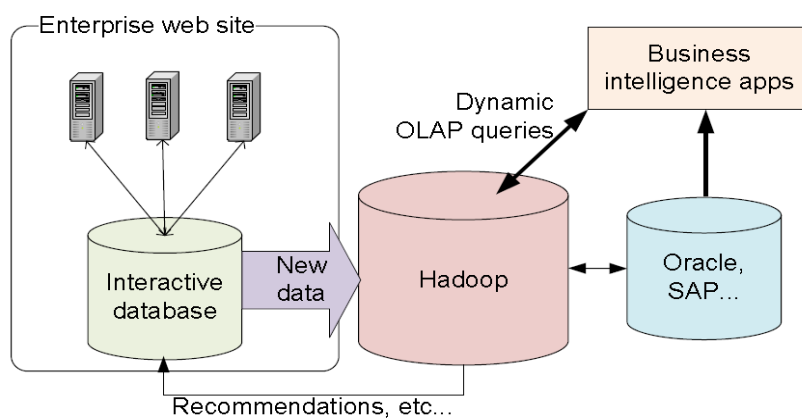 Enterprise web site
Business
intelligence apps
Dynamic
OLAP queries
Interactive
database
New
data
Hadoop
Oracle,
SAP...
Recommendations, etc...